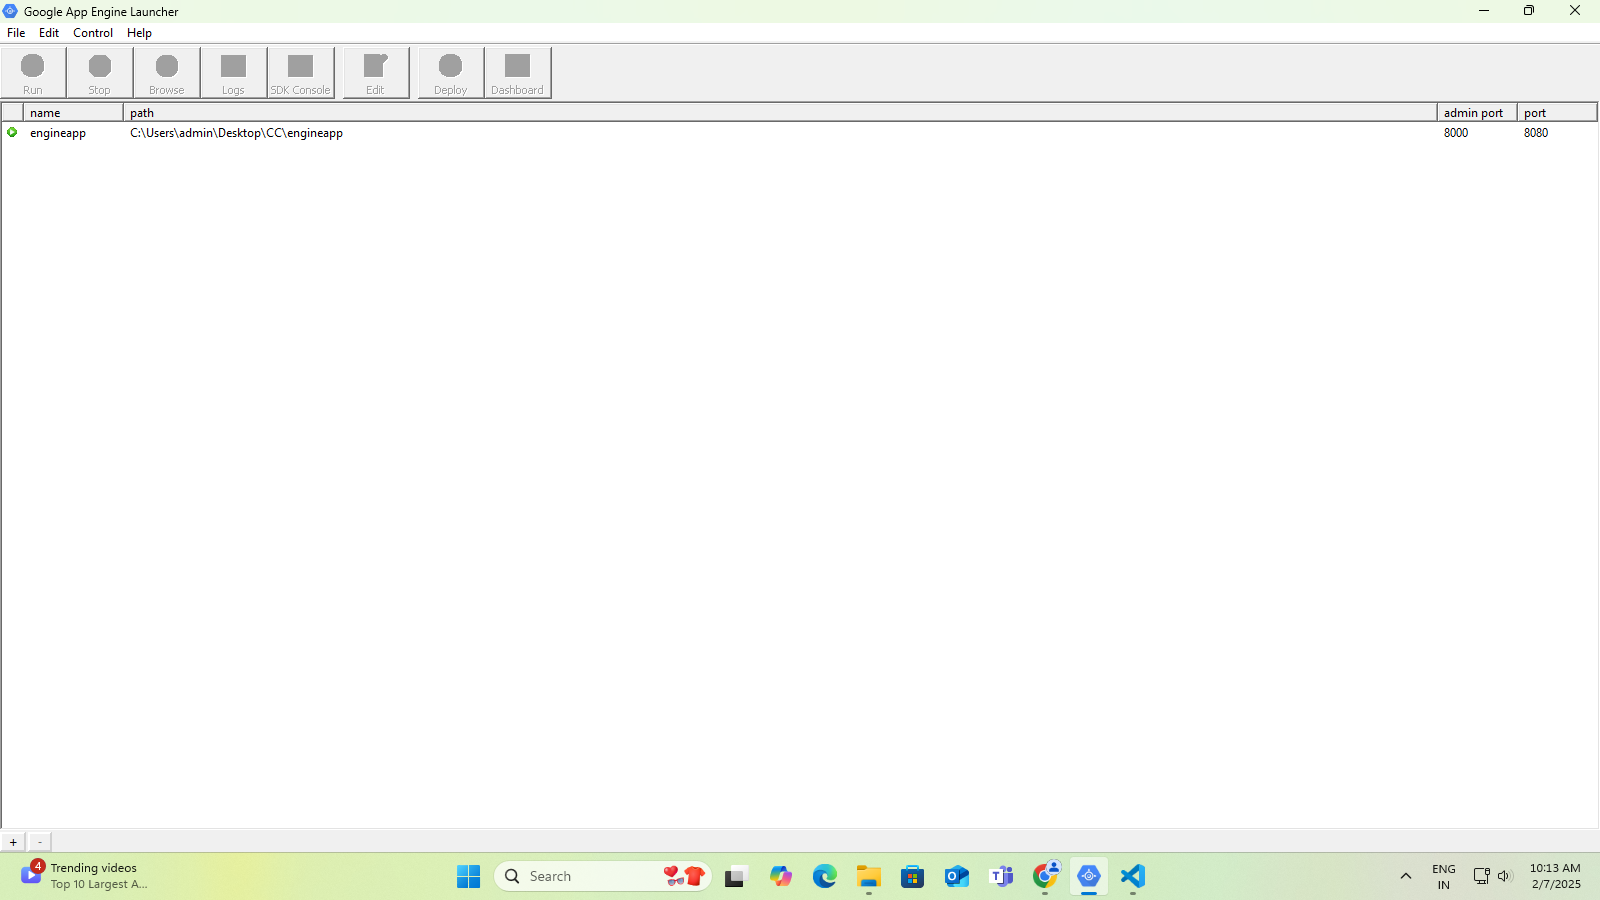 Google App Engine Launcher
File Edit Control Help
Run Stop Browse Logs SDK Console Edit Deploy Dashboard
name path admin port port
engineapp C:\Users\admin\Desktop\CC\engineapp 8000 8080
+ -
4 Trending videos
Top 10 Largest A...
Search
ENG
IN
10:13 AM
2/7/2025